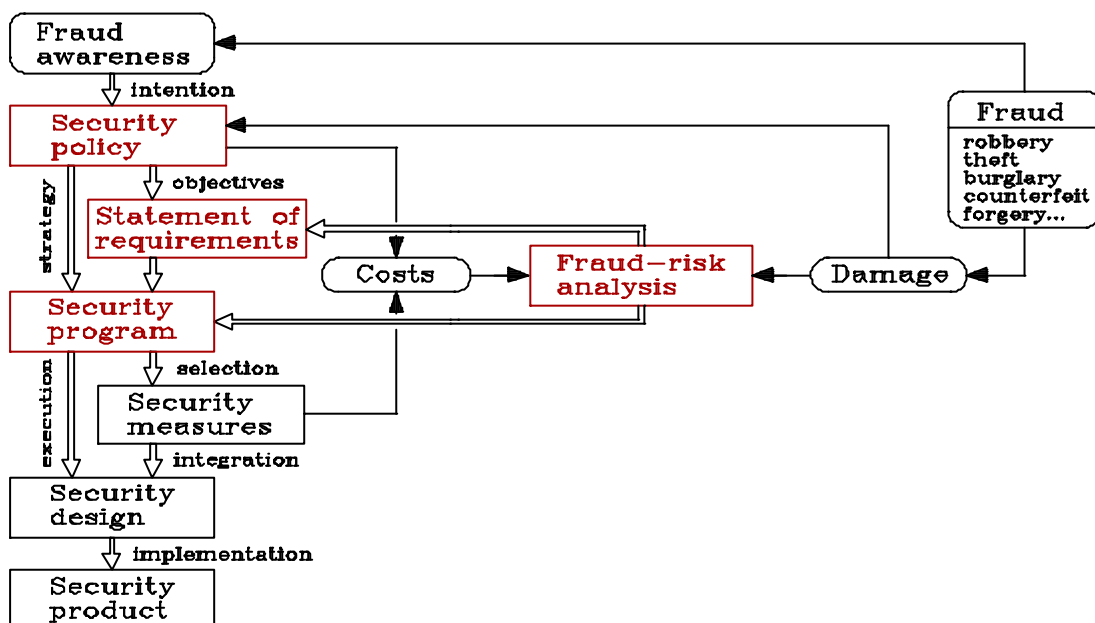 Fraud
awareness
intention
Security
policy
objectives
strategy
Statement of
requirements
Costs
Fraud-risk
analysis
Damage
Fraud
robbery
theft
burglary
counterfeit
forgery...
Security
program
selection
execution
Security
measures
integration
Security
design
implementation
Security
product